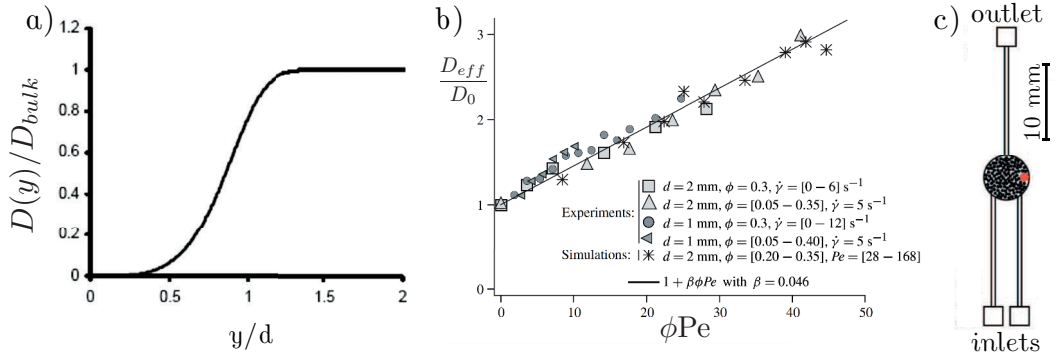 a)
1.2
1
0.8
0.6
0.4
0.2
0
D(y)/D_{bulk}
0 0.5 1 1.5 2
y/d
b)
3
2
1
0
D_{eff}
D_0
Experiments:
d = 2 mm, ϕ = 0.3, γ̇ = [0 − 6] s⁻¹
d = 2 mm, ϕ = [0.05 − 0.35], γ̇ = 5 s⁻¹
d = 1 mm, ϕ = 0.3, γ̇ = [0 − 12] s⁻¹
d = 1 mm, ϕ = [0.05 − 0.40], γ̇ = 5 s⁻¹
Simulations:
d = 2 mm, ϕ = [0.20 − 0.35], Pe = [28 − 168]
1 + βϕPe with β = 0.046
0 10 20 30 40 50
ϕPe
c)
outlet
10 mm
inlets